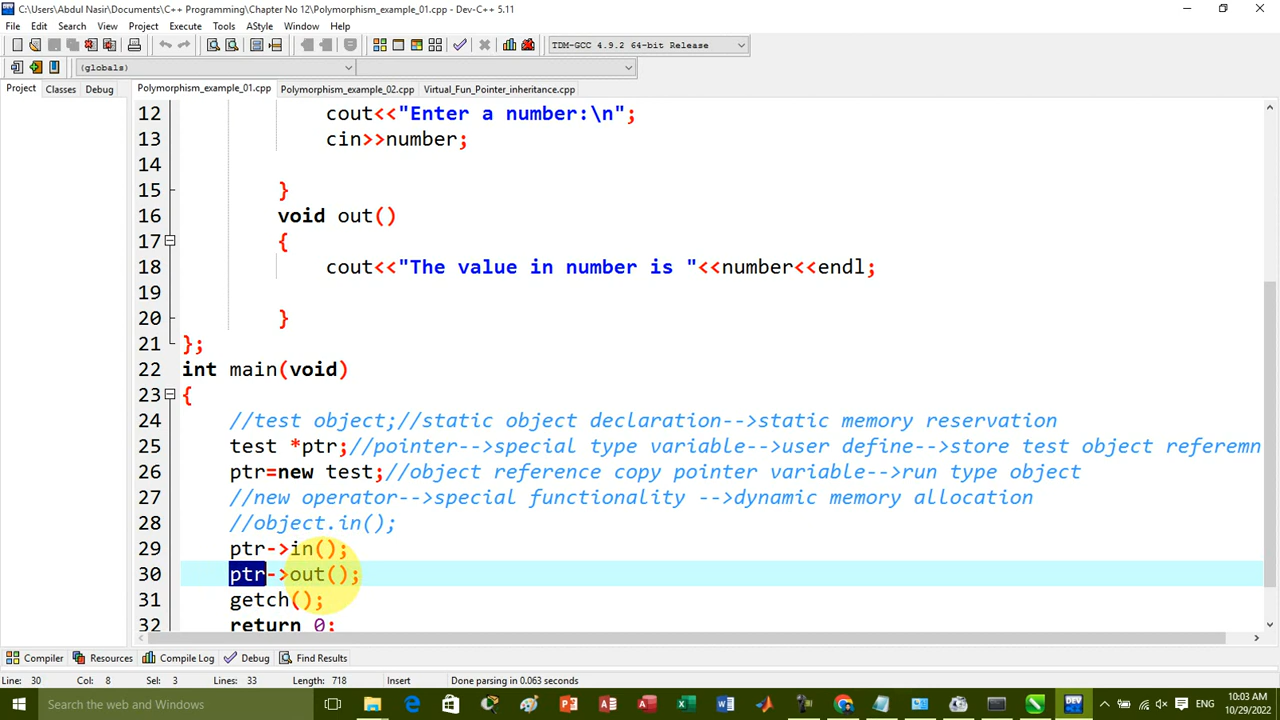 C:\Users\Abdul Nasir\Documents\C++ Programming\Chapter No 12\Polymorphism_example_01.cpp - Dev-C++ 5.11
File Edit Search View Project Execute Tools AStyle Window Help
TDM-GCC 4.9.2 64-bit Release
(globals)
Project Classes Debug Polymorphism_example_01.cpp Polymorphism_example_02.cpp Virtual_Fun_Pointer_inheritance.cpp
12 cout<<"Enter a number:\n";
13 cin>>number;
14
15 }
16 void out()
17 {
18 cout<<"The value in number is "<<number<<endl;
19
20 }
21 };
22 int main(void)
23 {
24 //test object;//static object declaration-->static memory reservation
25 test *ptr;//pointer-->special type variable-->user define-->store test object referemn
26 ptr=new test;//object reference copy pointer variable-->run type object
27 //new operator-->special functionality -->dynamic memory allocation
28 //object.in();
29 ptr->in();
30 ptr->out();
31 getch();
32 return 0;
Compiler Resources Compile Log Debug Find Results
Line: 30 Col: 8 Sel: 3 Lines: 33 Length: 718 Insert Done parsing in 0.063 seconds
Search the web and Windows
ENG
10:03 AM
10/29/2022